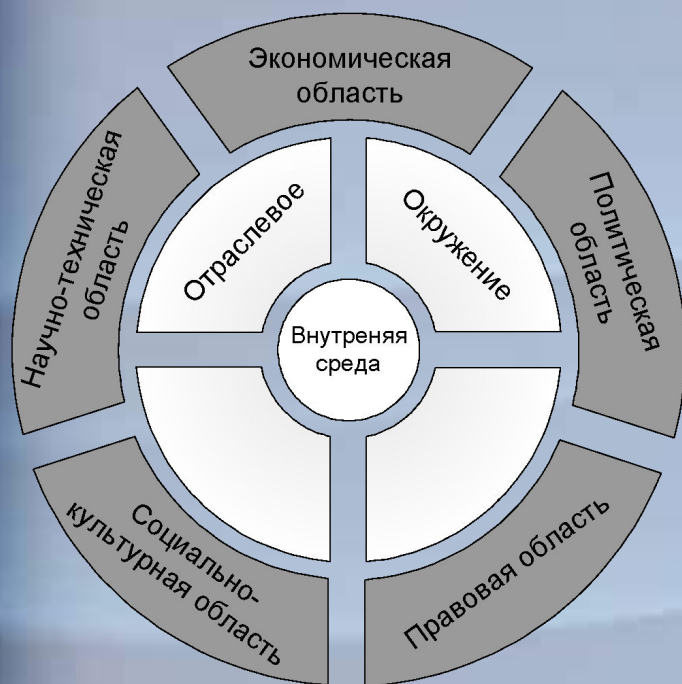 Экономическая
область
Политическая
область
Правовая область
Социально-
культурная область
Научно-техническая
область
Отраслевое
Окружение
Внутреняя
среда